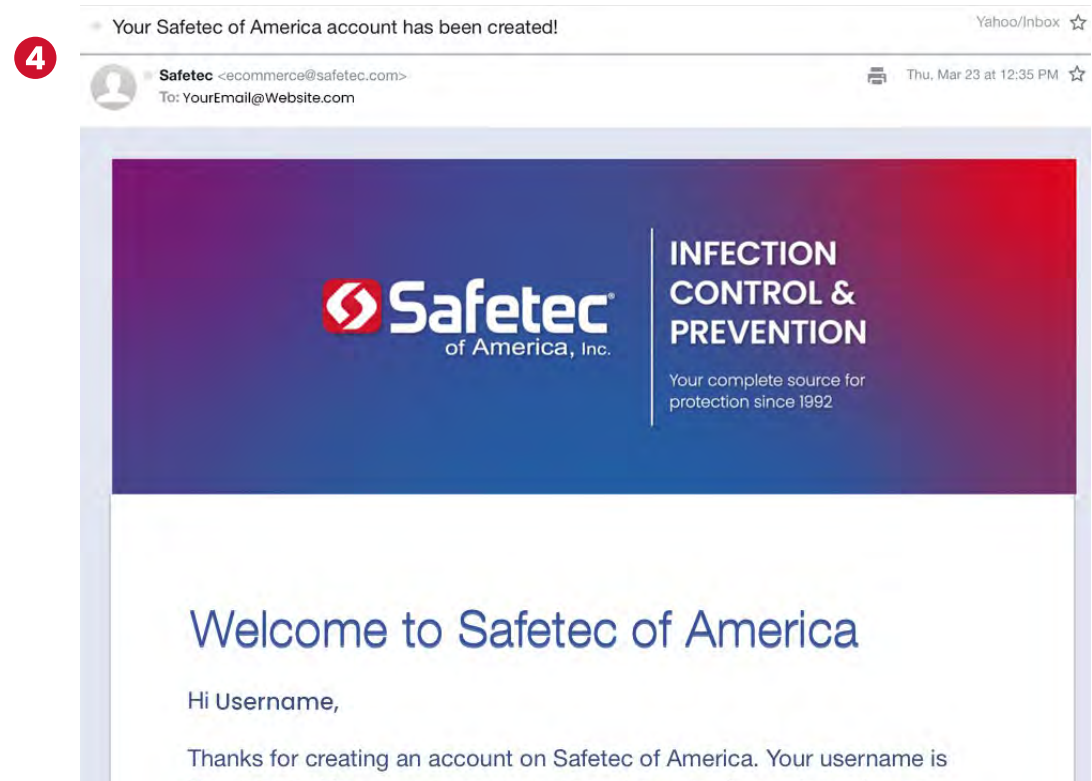 4
Your Safetec of America account has been created!
Yahoo/Inbox
Safetec <ecommerce@safetec.com>
Thu, Mar 23 at 12:35 PM
To: YourEmail@Website.com
Safetec®
of America, Inc.
INFECTION
CONTROL &
PREVENTION
Your complete source for
protection since 1992
Welcome to Safetec of America
Hi Username,
Thanks for creating an account on Safetec of America. Your username is